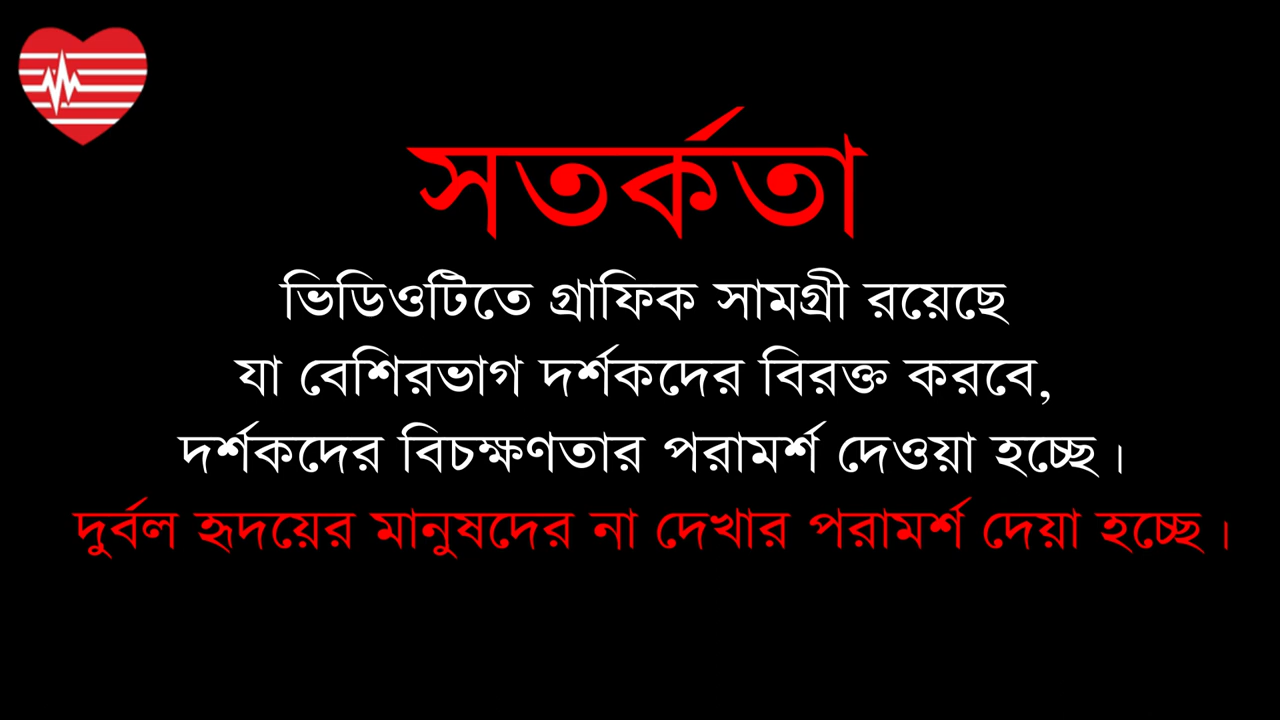 সতর্কতা
ভিডিওটিতে গ্রাফিক সামগ্রী রয়েছে
যা বেশিরভাগ দর্শকদের বিরক্ত করবে,
দর্শকদের বিচক্ষণতার পরামর্শ দেওয়া হচ্ছে।
দুর্বল হৃদয়ের মানুষদের না দেখার পরামর্শ দেয়া হচ্ছে।